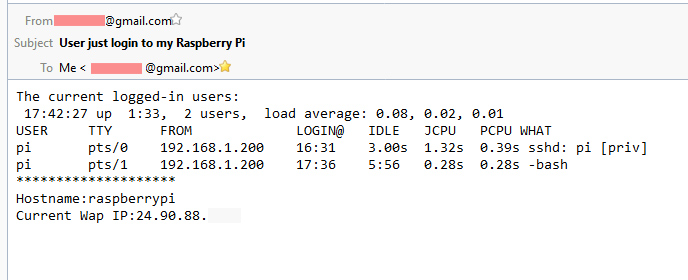 From @gmail.com
Subject User just login to my Raspberry Pi
To Me < @gmail.com>
The current logged-in users:
17:42:27 up 1:33, 2 users, load average: 0.08, 0.02, 0.01
USER TTY FROM LOGIN@ IDLE JCPU PCPU WHAT
pi pts/0 192.168.1.200 16:31 3.00s 1.32s 0.39s sshd: pi [priv]
pi pts/1 192.168.1.200 17:36 5:56 0.28s 0.28s -bash
********************
Hostname:raspberrypi
Current Wap IP:24.90.88.